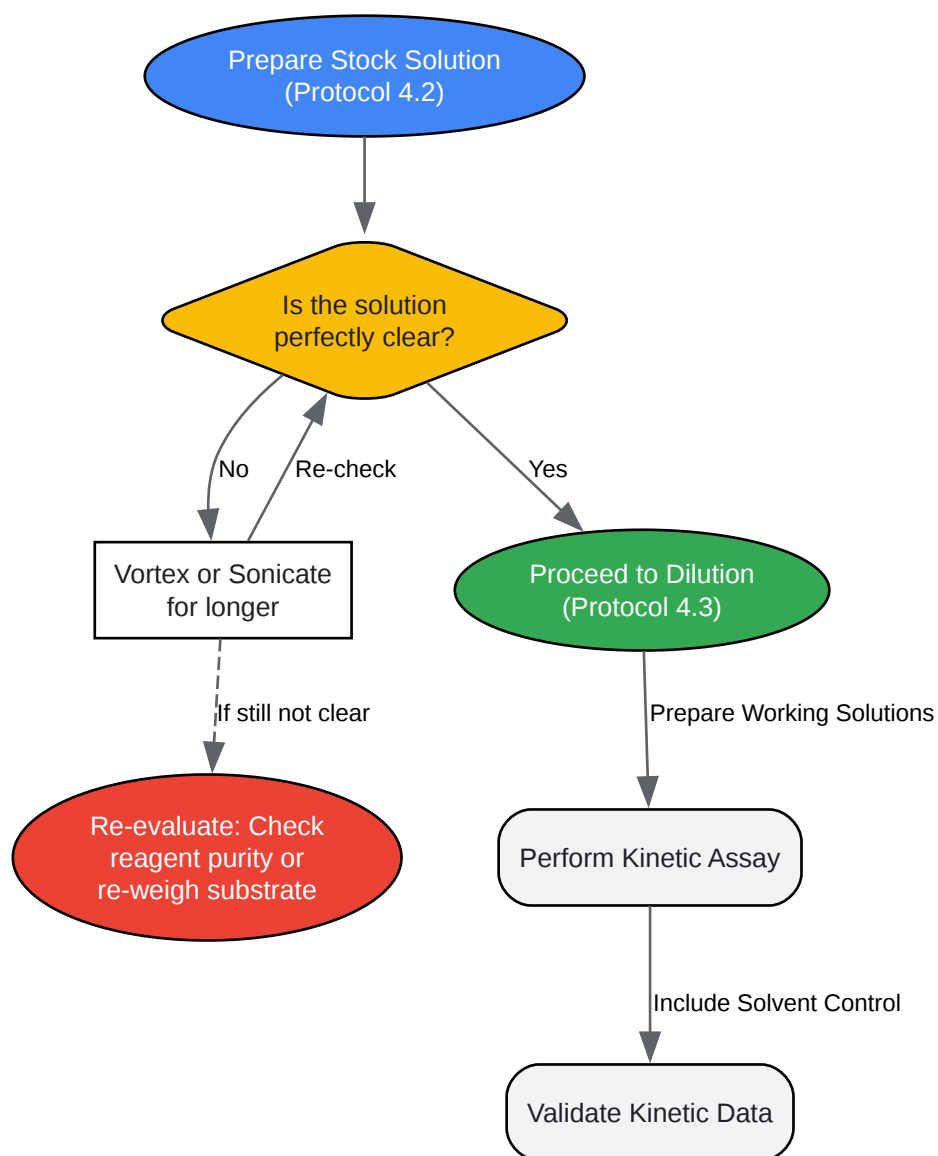 Prepare Stock Solution
(Protocol 4.2)
Is the solution
perfectly clear?
No
Re-check
Yes
Vortex or Sonicate
for longer
Proceed to Dilution
(Protocol 4.3)
If still not clear
Prepare Working Solutions
Re-evaluate: Check
reagent purity or
re-weigh substrate
Perform Kinetic Assay
Include Solvent Control
Validate Kinetic Data